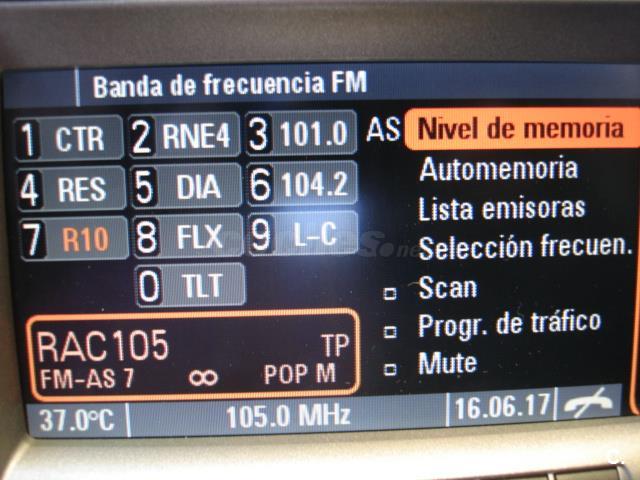 Banda de frecuencia FM
1 CTR 2 RNE4 3 101.0 AS Nivel de memoria
4 RES 5 DIA 6 104.2 Automemoria
7 R10 8 FLX 9 L-C Lista emisoras
0 TLT Selección frecuen.
Scan
Progr. de tráfico
Mute
RAC105 TP
FM-AS 7 ∞ POP M
37.0°C 105.0 MHz 16.06.17